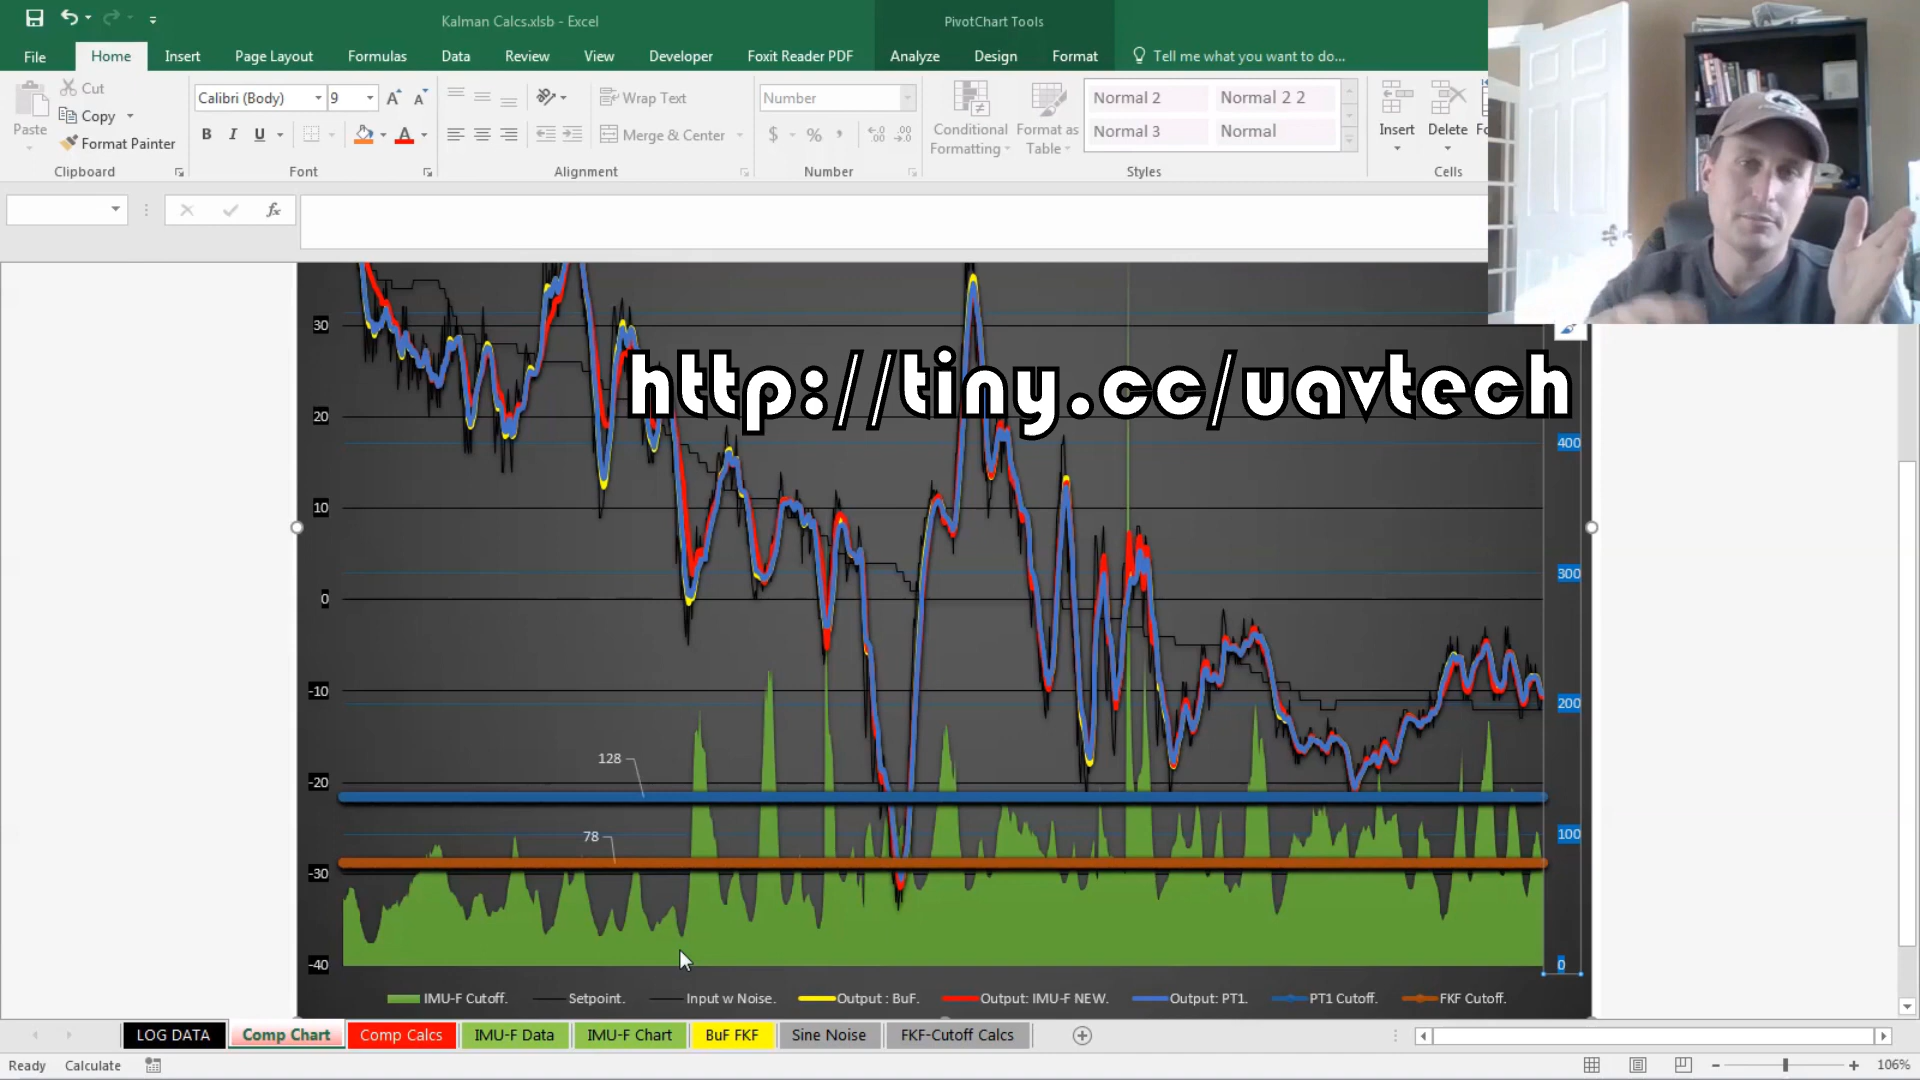 Kalman Calcs.xlsb - Excel
PivotChart Tools
File Home Insert Page Layout Formulas Data Review View Developer Foxit Reader PDF Analyze Design Format Tell me what you want to do...
Paste
Cut
Copy
Format Painter
Clipboard
Calibri (Body) 9 A A
B I U A
Font
Wrap Text
Merge & Center
Alignment
Number
$ % ,
Number
Conditional Formatting
Format as Table
Normal 2 Normal 2 2
Normal 3 Normal
Styles
Insert Delete Fo
Cells
fx
http://tiny.cc/uavtech
30
20
10
0
-10
-20
-30
-40
400
300
200
100
0
128
78
IMU-F Cutoff. Setpoint. Input w Noise. Output : BuF. Output: IMU-F NEW. Output: PT1. PT1 Cutoff. FKF Cutoff.
LOG DATA Comp Chart Comp Calcs IMU-F Data IMU-F Chart BuF FKF Sine Noise FKF-Cutoff Calcs
Ready Calculate 106%